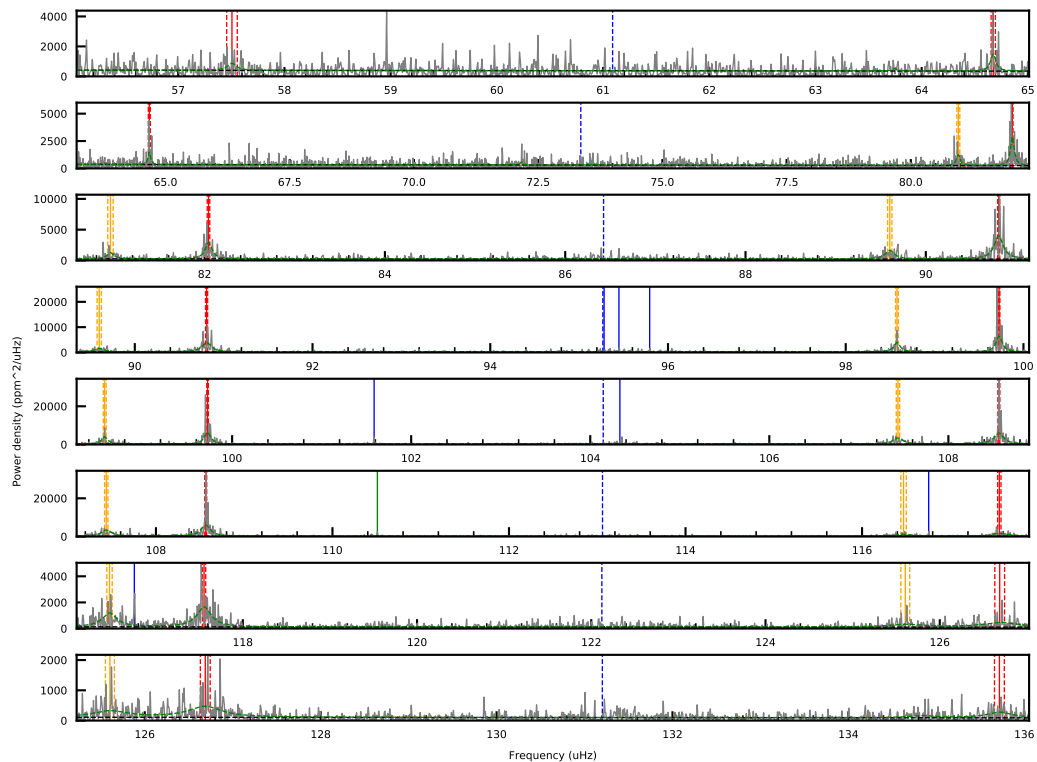 4000
2000
0
57 58 59 60 61 62 63 64 65
5000
2500
0
65.0 67.5 70.0 72.5 75.0 77.5 80.0
10000
5000
0
82 84 86 88 90
20000
10000
0
90 92 94 96 98 100
20000
0
100 102 104 106 108
20000
0
108 110 112 114 116
4000
2000
0
118 120 122 124 126
2000
1000
0
126 128 130 132 134 136
Power density (ppm^2/uHz)
Frequency (uHz)